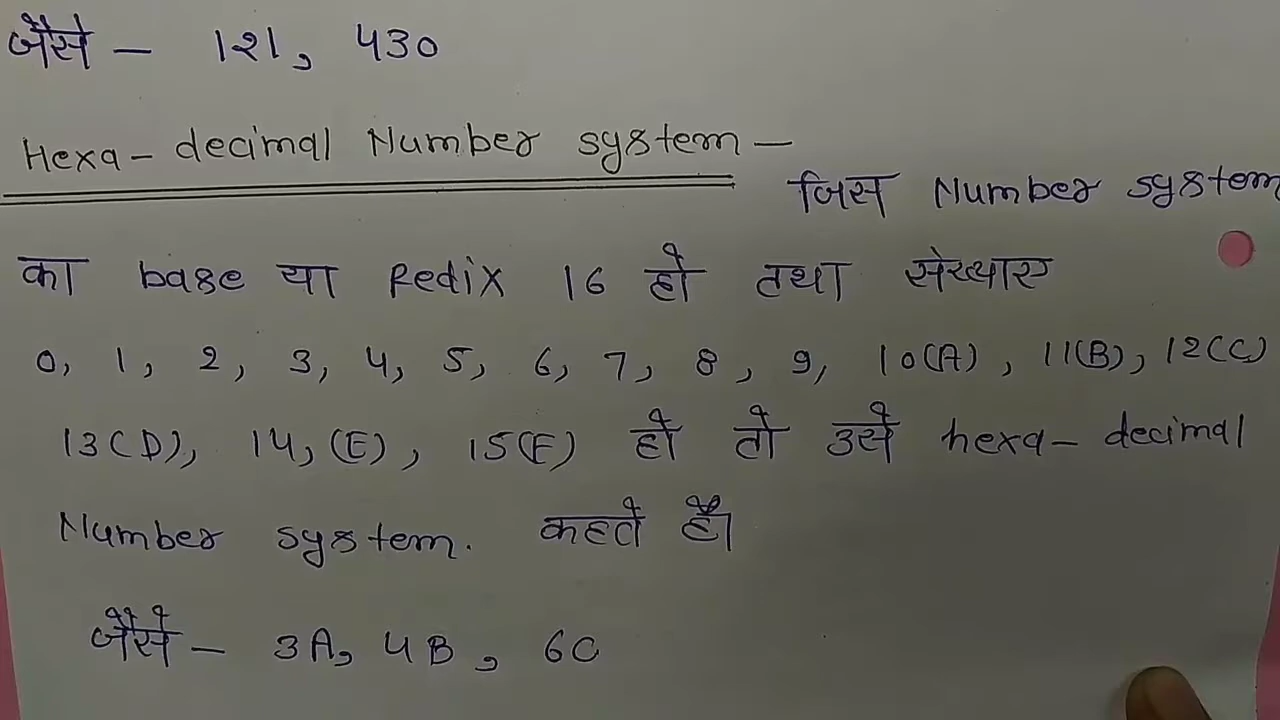 जैसे – 121, 430
Hexa-decimal Number system –
जिस Number system
का base या Redix 16 हो तथा संख्याए
0, 1, 2, 3, 4, 5, 6, 7, 8, 9, 10(A), 11(B), 12(C)
13(D), 14,(E), 15(F) हो तो उसे hexa-decimal
Number system. कहते हैं।
जैसे – 3A, 4B, 6C